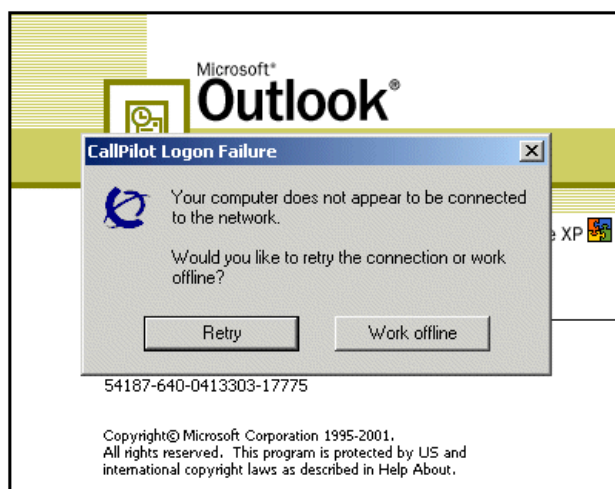 Microsoft®
Outlook®
CallPilot Logon Failure
Your computer does not appear to be connected
to the network.
Would you like to retry the connection or work
offline?
XP
Retry
Work offline
54187-640-0413303-17775
Copyright© Microsoft Corporation 1995-2001.
All rights reserved. This program is protected by US and
international copyright laws as described in Help About.